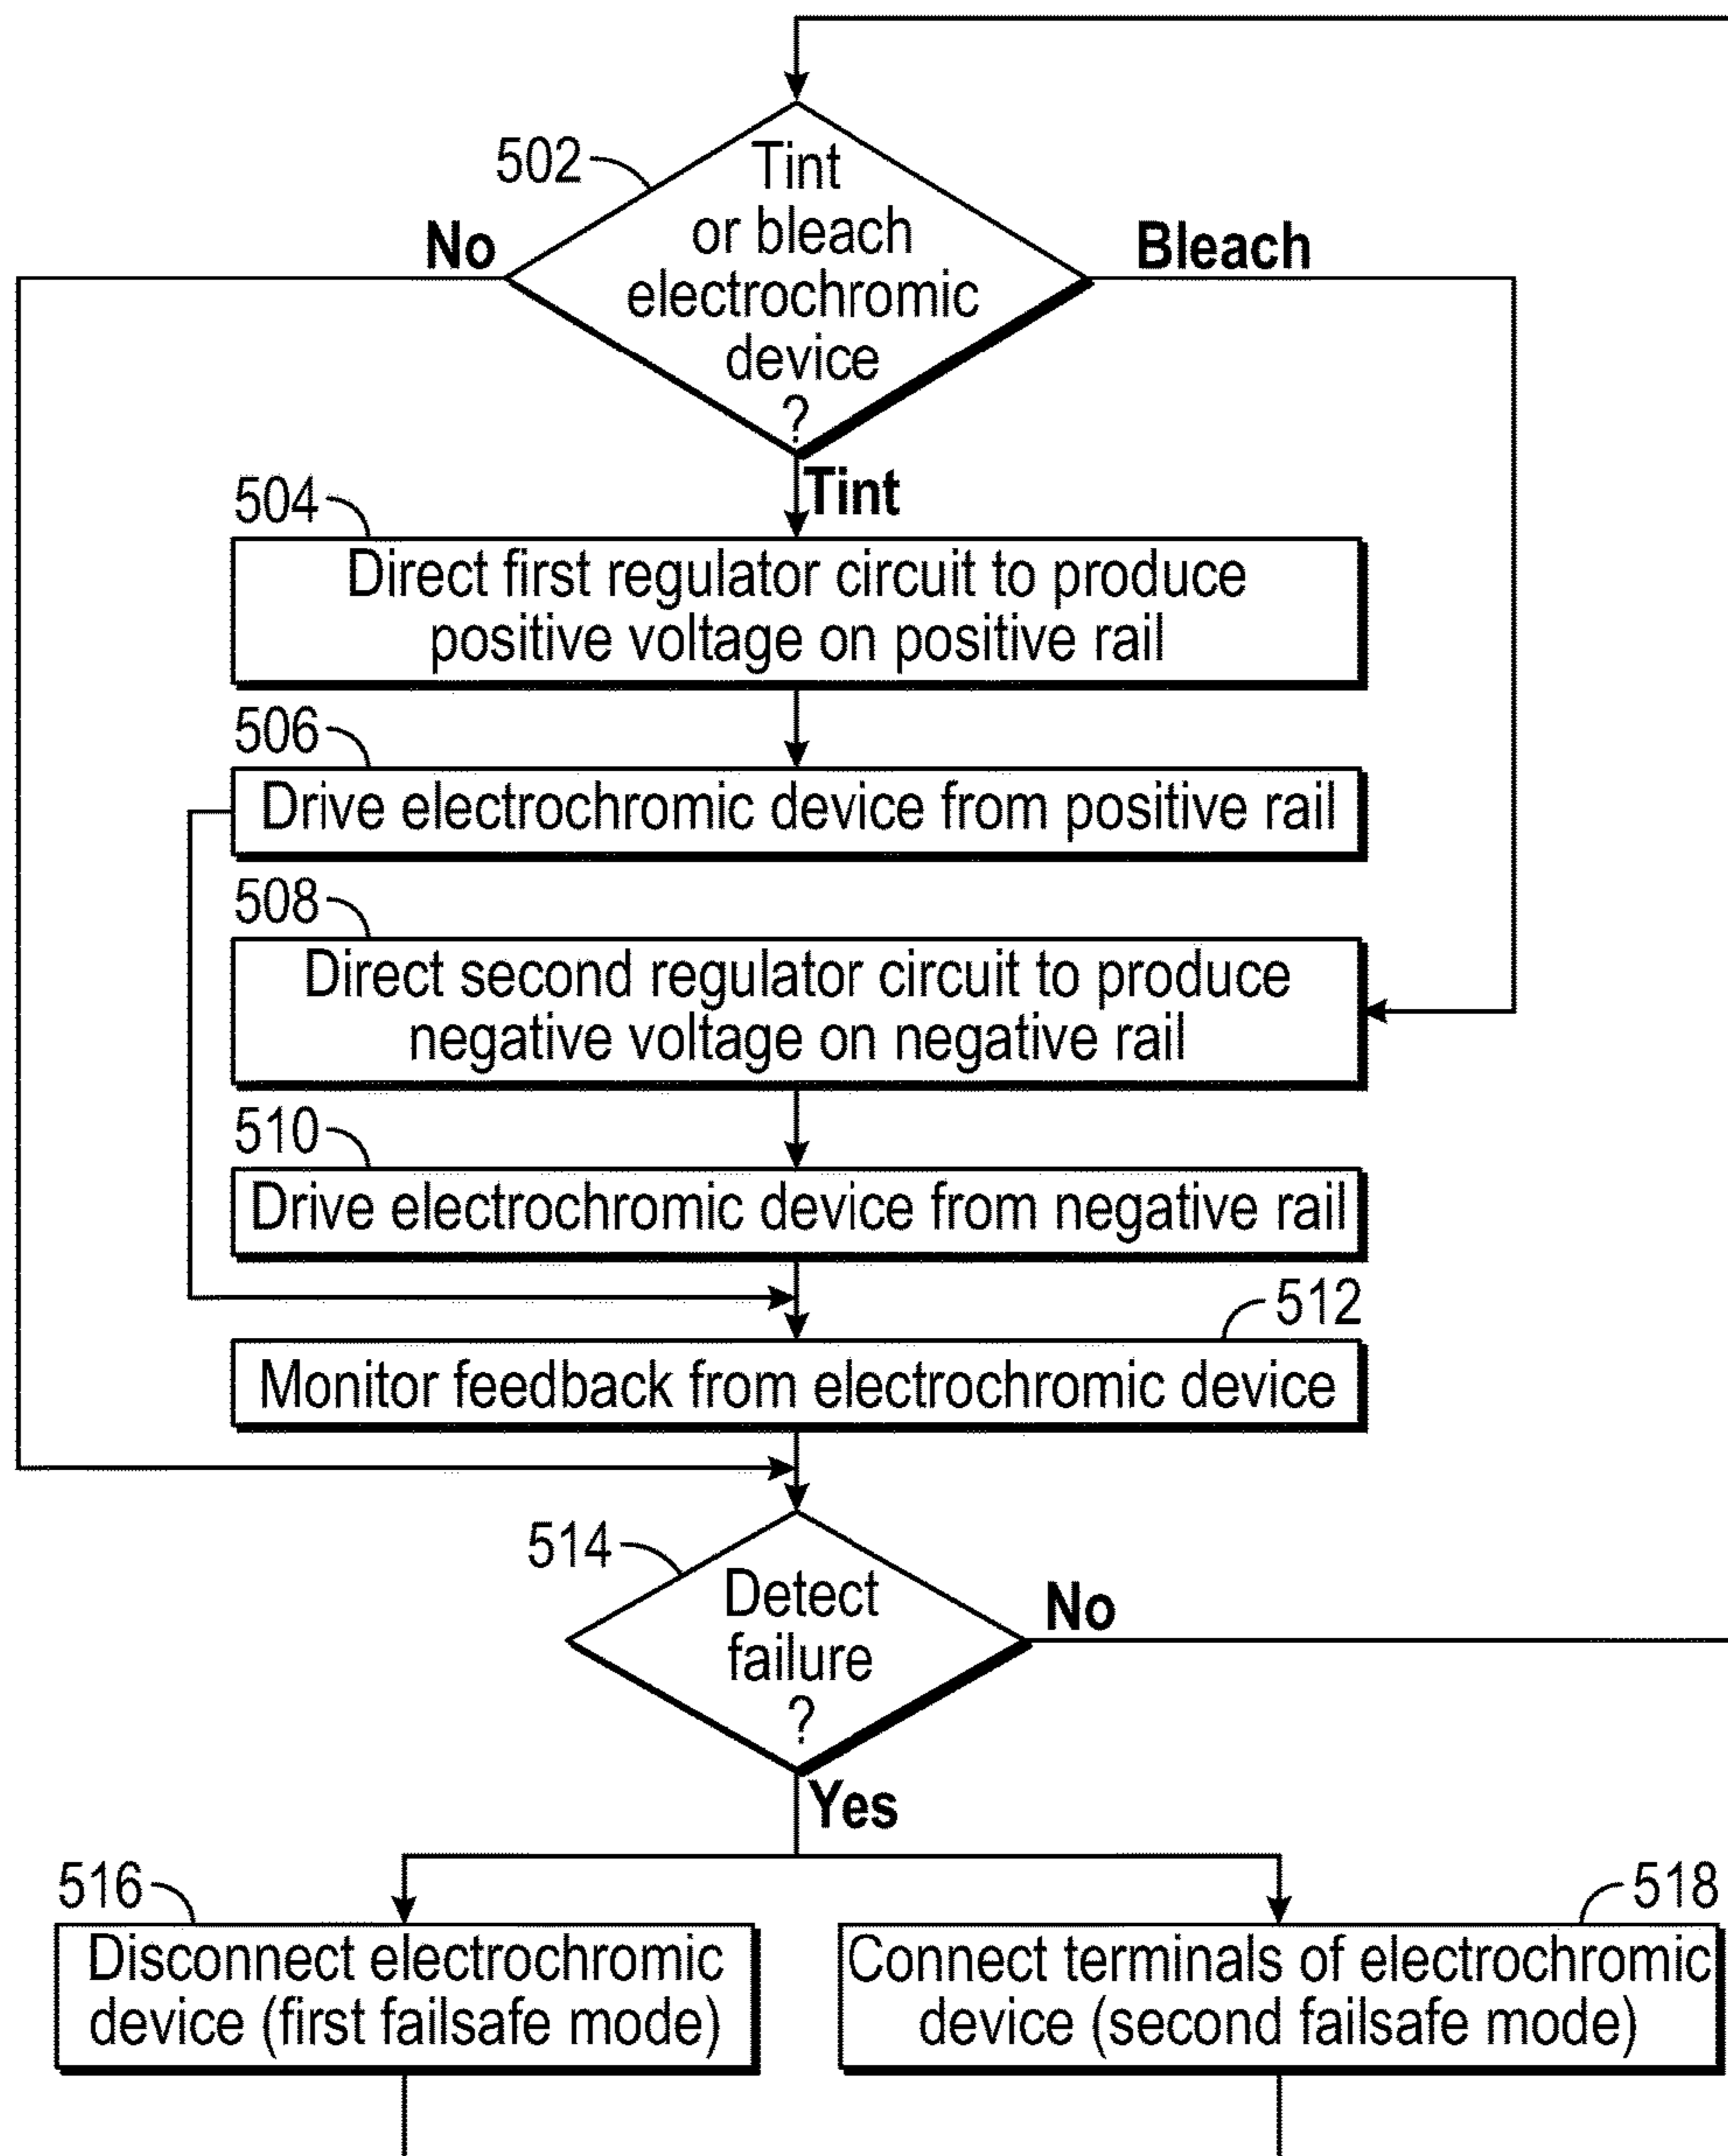 502
Tint
or bleach
electrochromic
device
?
No
Bleach
Tint
504
Direct first regulator circuit to produce
positive voltage on positive rail
506
Drive electrochromic device from positive rail
508
Direct second regulator circuit to produce
negative voltage on negative rail
510
Drive electrochromic device from negative rail
512
Monitor feedback from electrochromic device
514
Detect
failure
?
No
Yes
516
Disconnect electrochromic
device (first failsafe mode)
518
Connect terminals of electrochromic
device (second failsafe mode)